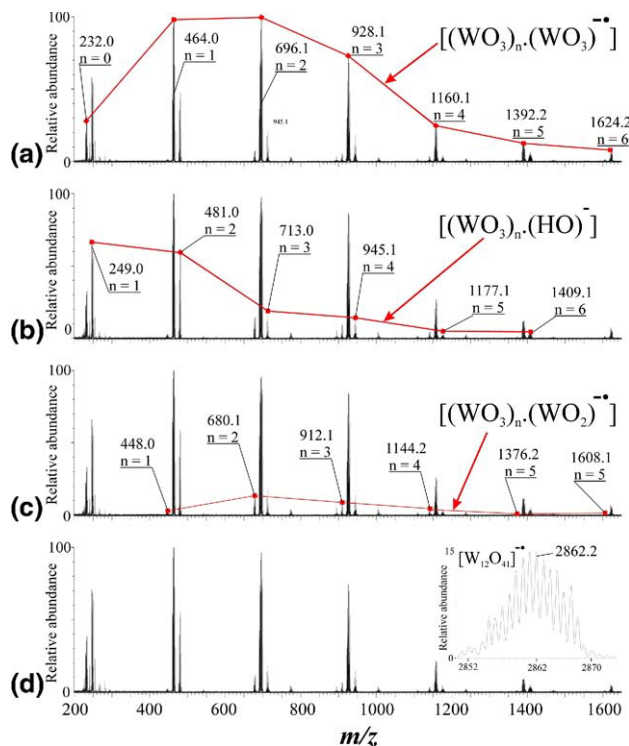 100
Relative abundance
0
(a)
232.0
n = 0
464.0
n = 1
696.1
n = 2
945.1
928.1
n = 3
[(WO3)n.(WO3)⁻•]
1160.1
n = 4
1392.2
n = 5
1624.2
n = 6
100
Relative abundance
0
(b)
249.0
n = 1
481.0
n = 2
713.0
n = 3
945.1
n = 4
[(WO3)n.(HO)⁻]
1177.1
n = 5
1409.1
n = 6
100
Relative abundance
0
(c)
448.0
n = 1
680.1
n = 2
912.1
n = 3
[(WO3)n.(WO2)⁻•]
1144.2
n = 4
1376.2
n = 5
1608.1
n = 5
100
Relative abundance
0
(d)
15
Relative abundance
0
[W12O41]⁻•
2862.2
2852 2862 2870
200 400 600 800 1000 1200 1400 1600
m/z